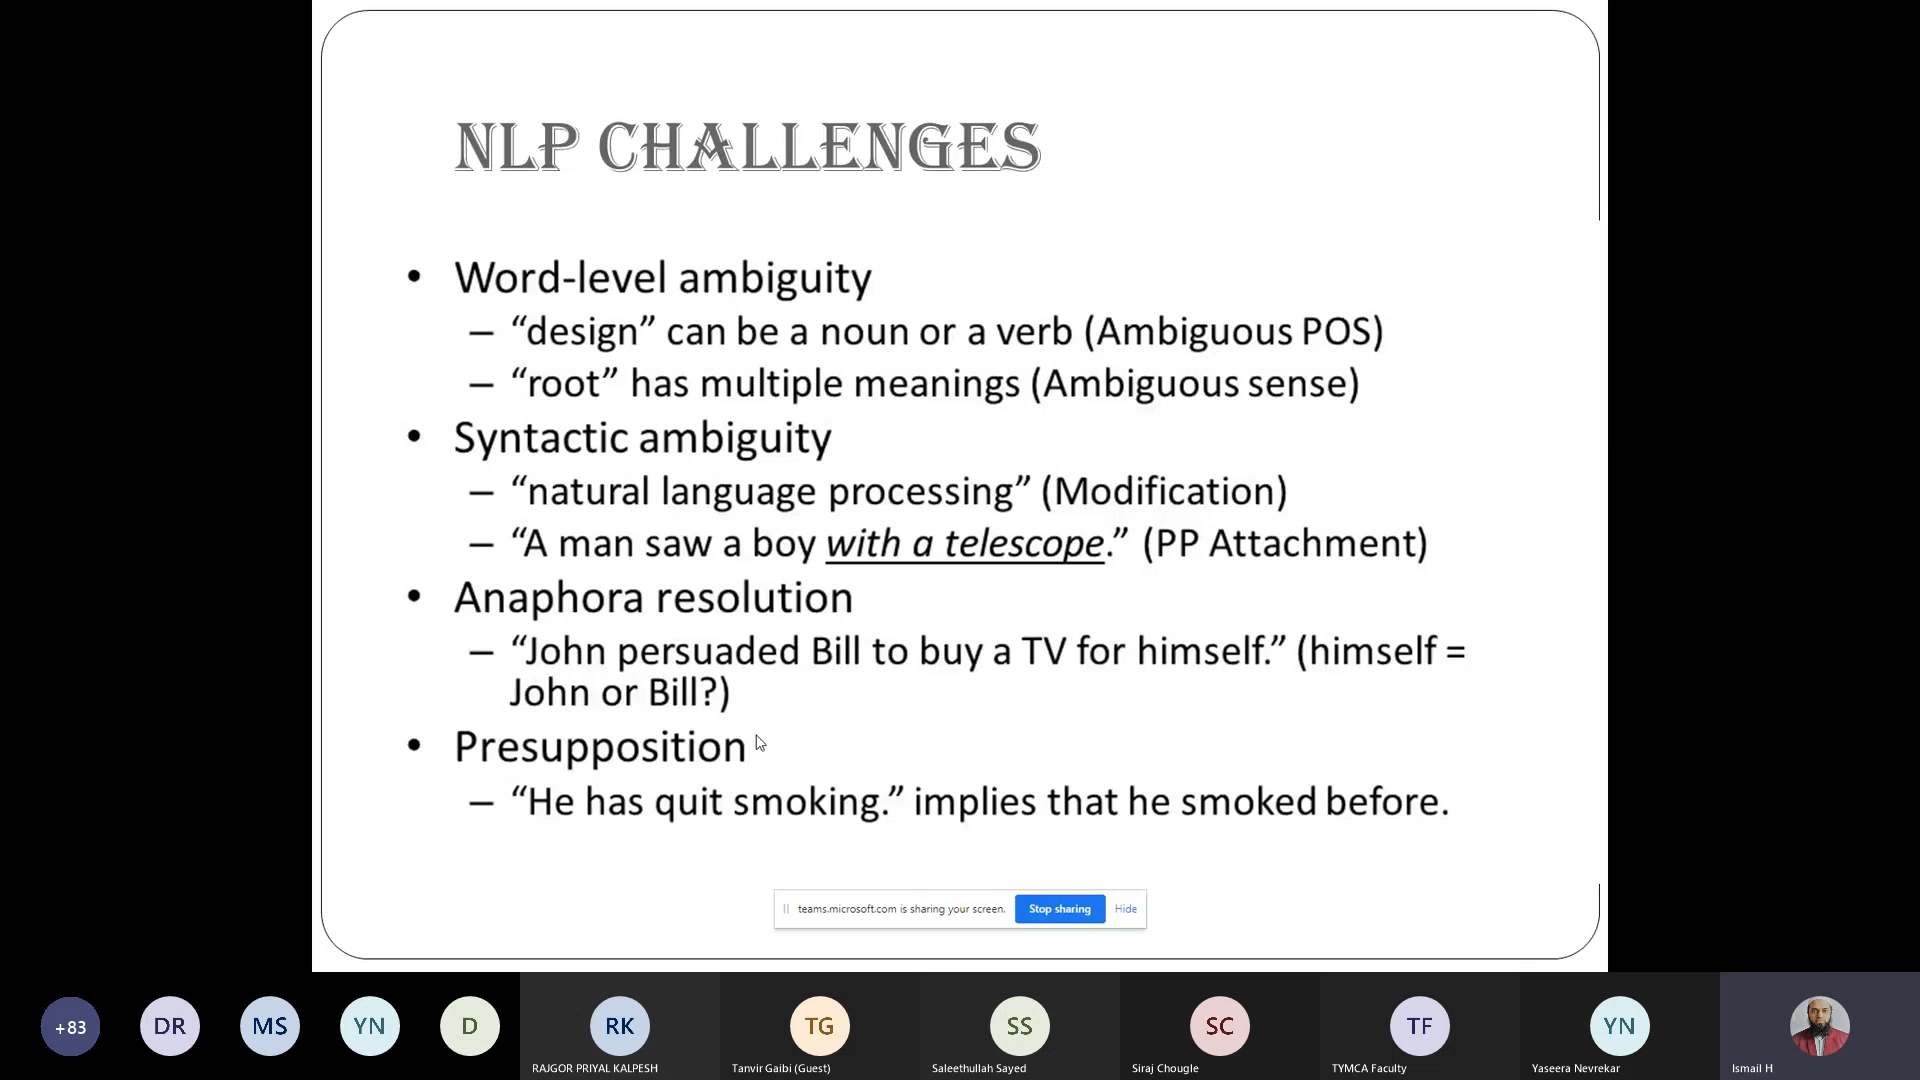 NLP CHALLENGES
• Word-level ambiguity
– “design” can be a noun or a verb (Ambiguous POS)
– “root” has multiple meanings (Ambiguous sense)
• Syntactic ambiguity
– “natural language processing” (Modification)
– “A man saw a boy with a telescope.” (PP Attachment)
• Anaphora resolution
– “John persuaded Bill to buy a TV for himself.” (himself =
John or Bill?)
• Presupposition
– “He has quit smoking.” implies that he smoked before.
teams.microsoft.com is sharing your screen. Stop sharing Hide
+83 DR MS YN D RK TG SS SC TF YN
RAJGOR PRIYAL KALPESH Tanvir Gaibi (Guest) Saleethullah Sayed Siraj Chougle TYMCA Faculty Yaseera Nevrekar Ismail H